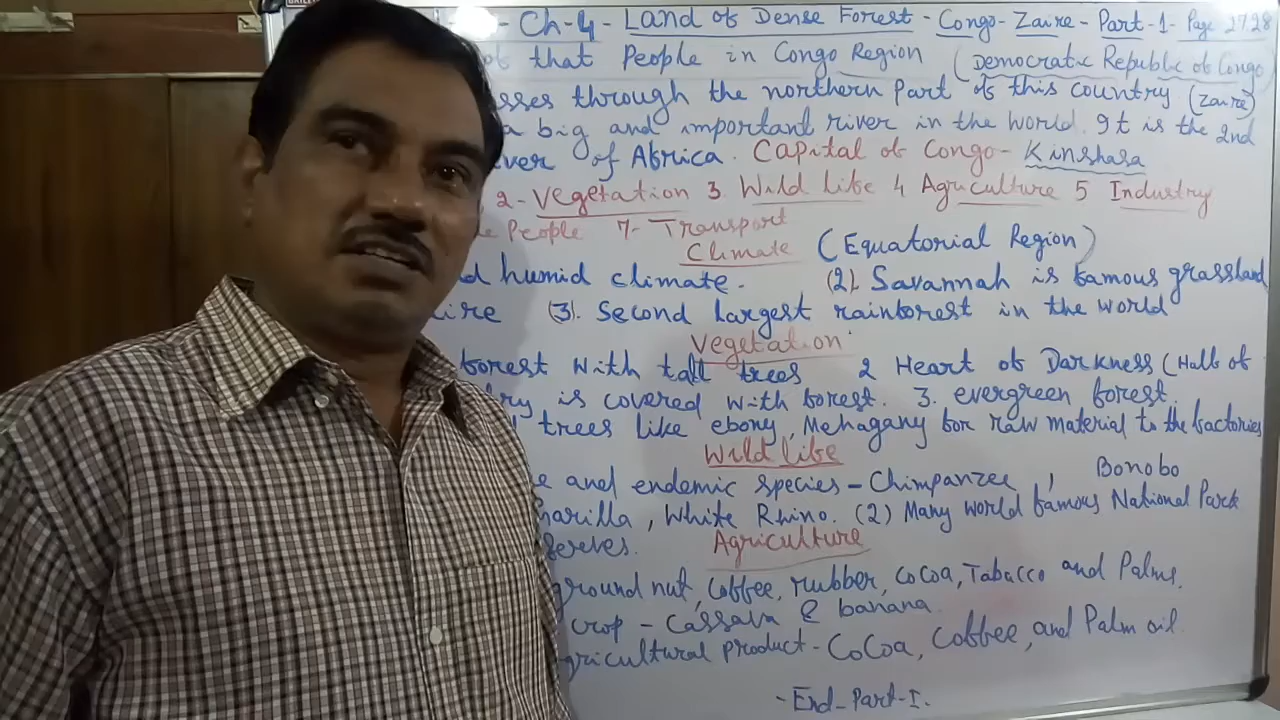 - Ch-4 - Land of Dense Forest - Congo - Zaire - Part-1- Page 27/28
that People in Congo Region (Democratic Republic of Congo)
sses through the northern Part of this country (Zaire)
a big and important river in the world. It is the 2nd
ver of Africa. Capital of Congo - Kinshasa
2- Vegetation 3. Wild life 4 Agriculture 5 Industry
People 7- Transport
Climate (Equatorial Region)
d humid climate. (2). Savannah is famous grassland
ire (3). Second largest rainforest in the world
Vegetation
forest with tall trees 2 Heart of Darkness (Half of
ry is covered with forest. 3. evergreen forest.
trees like ebony, Mehagany for raw material to the factories
Wild life
e and endemic species - Chimpanzee, Bonobo
arilla, White Rhino. (2) Many world famous National Park
Agriculture
ground nut, coffee, rubber, cocoa, Tabacco and Palms.
crop - Cassava & banana
gricultural product - CoCoa, Coffee, and Palm oil.
- End - Part - I.